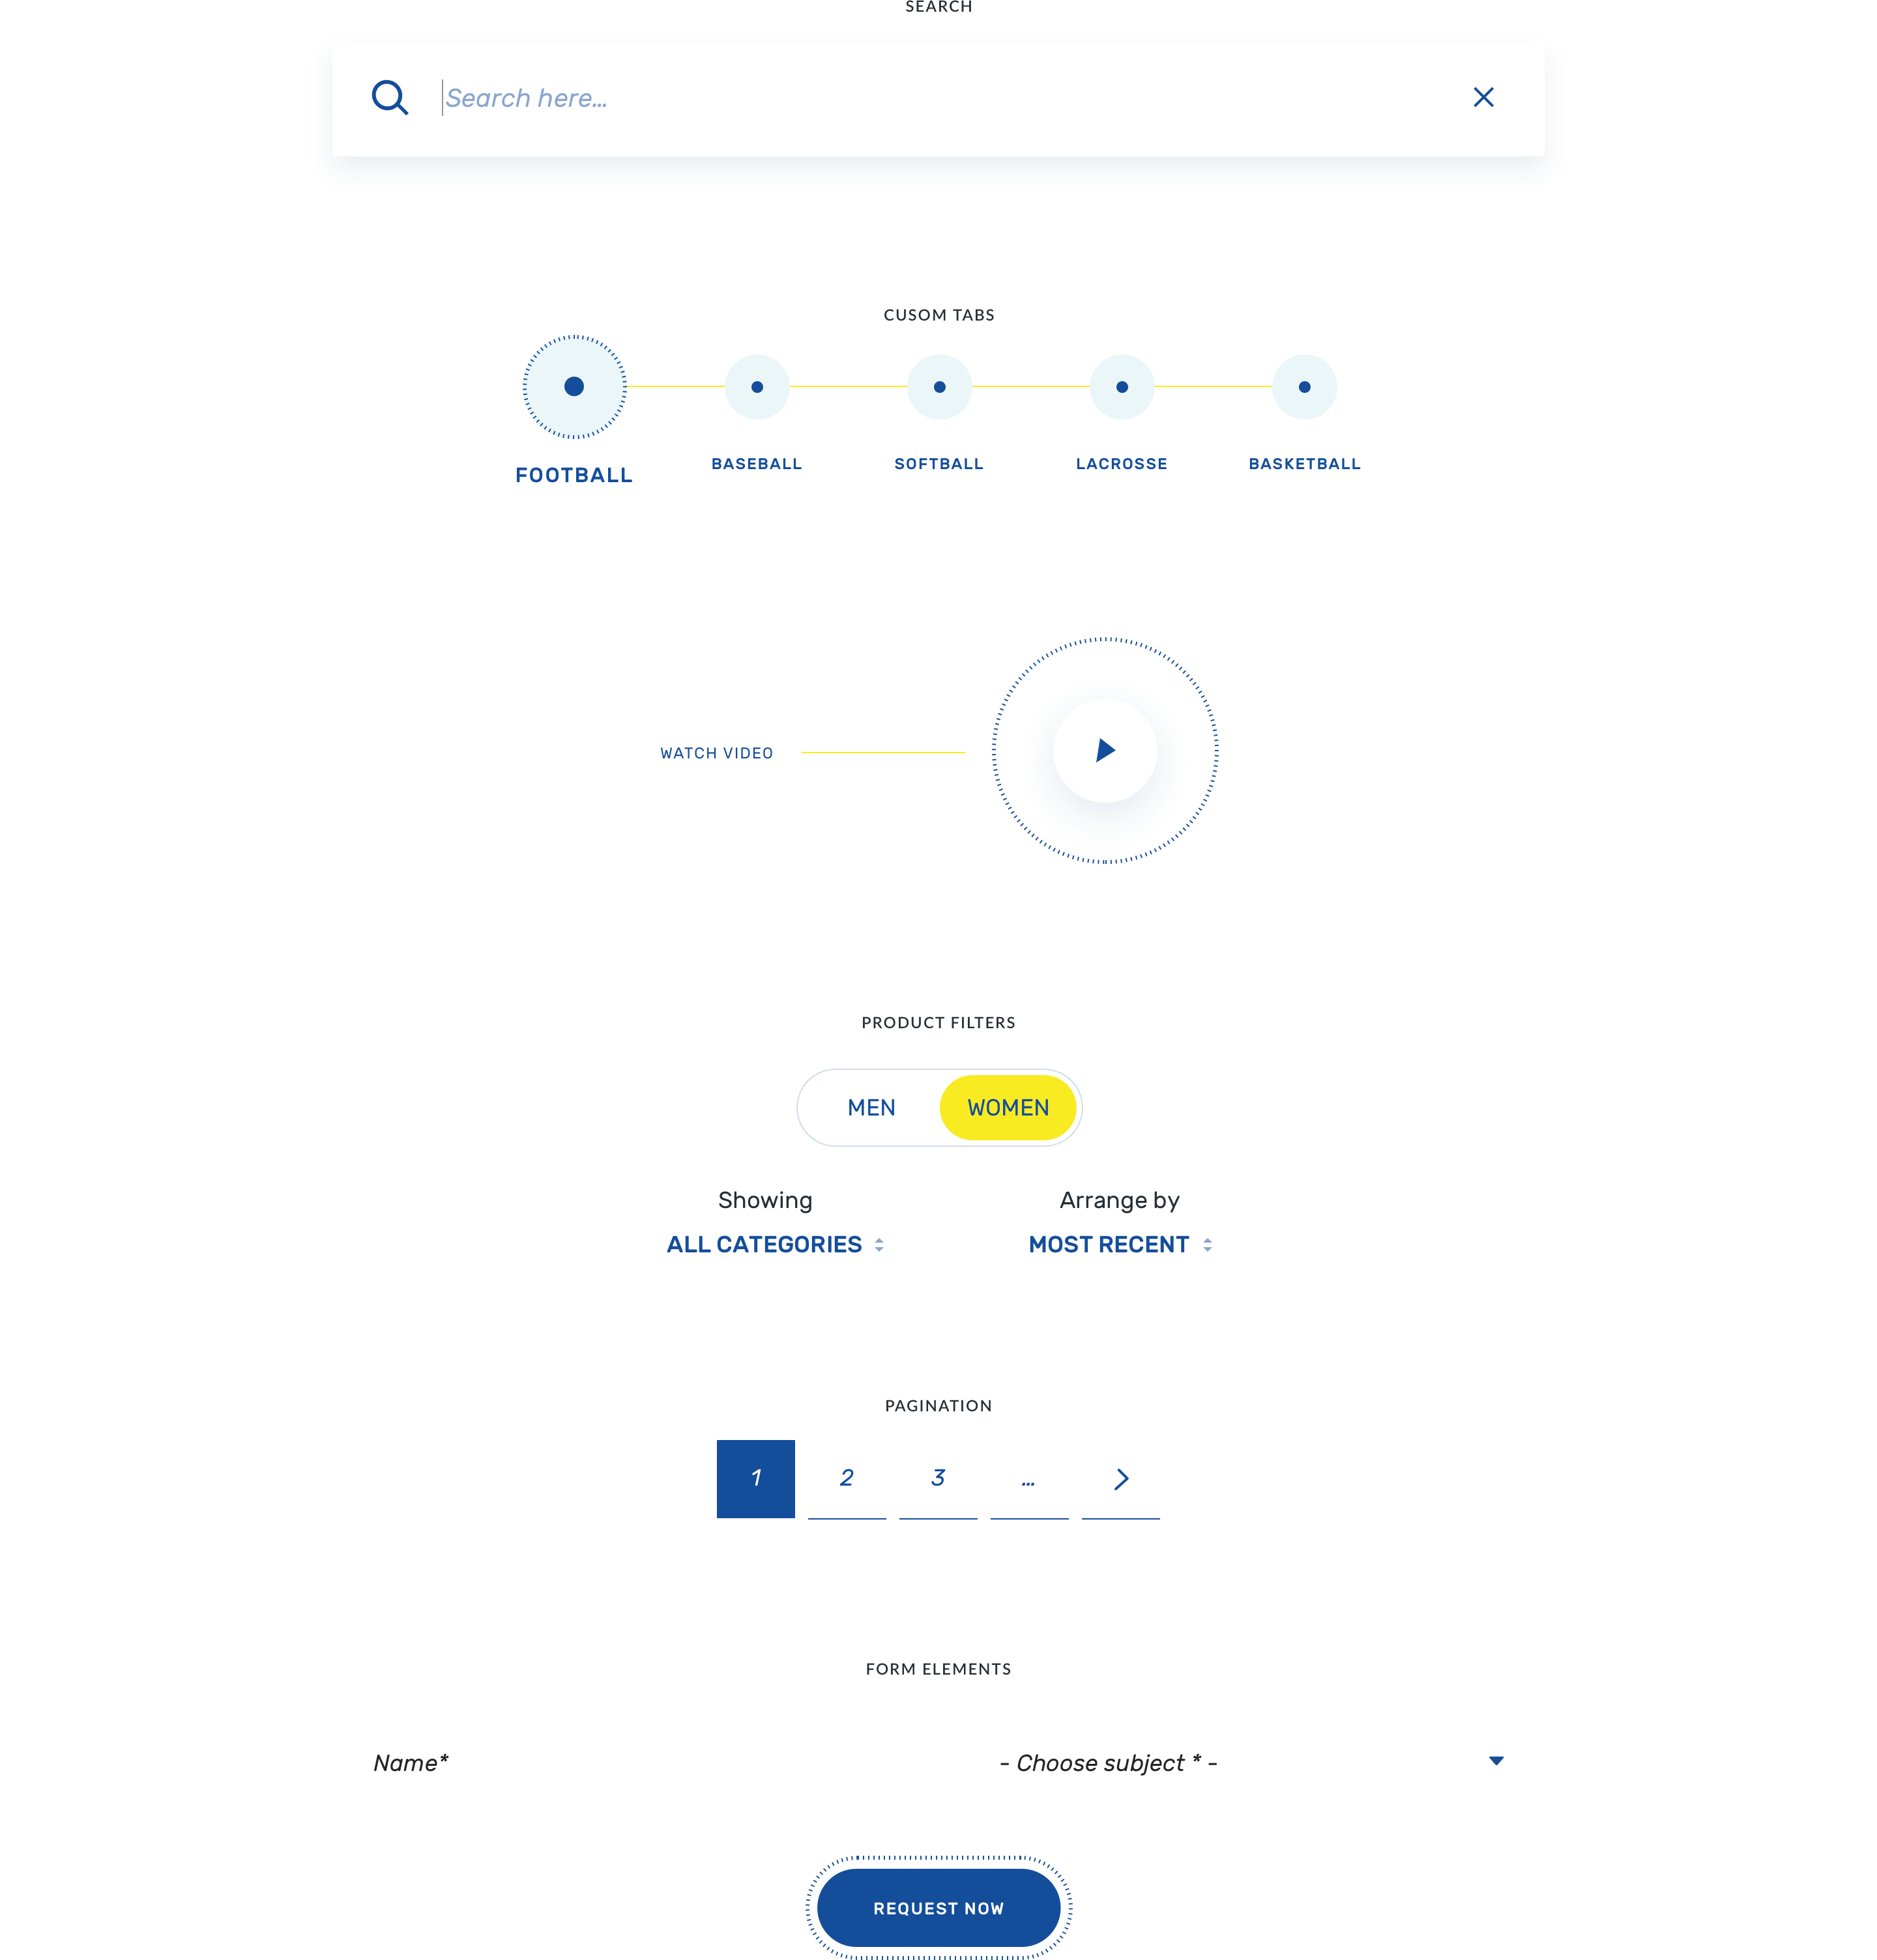 SEARCH
Search here...
CUSOM TABS
FOOTBALL
BASEBALL
SOFTBALL
LACROSSE
BASKETBALL
WATCH VIDEO
PRODUCT FILTERS
MEN
WOMEN
Showing
ALL CATEGORIES
Arrange by
MOST RECENT
PAGINATION
1 2 3 ...
FORM ELEMENTS
Name*
- Choose subject * -
REQUEST NOW